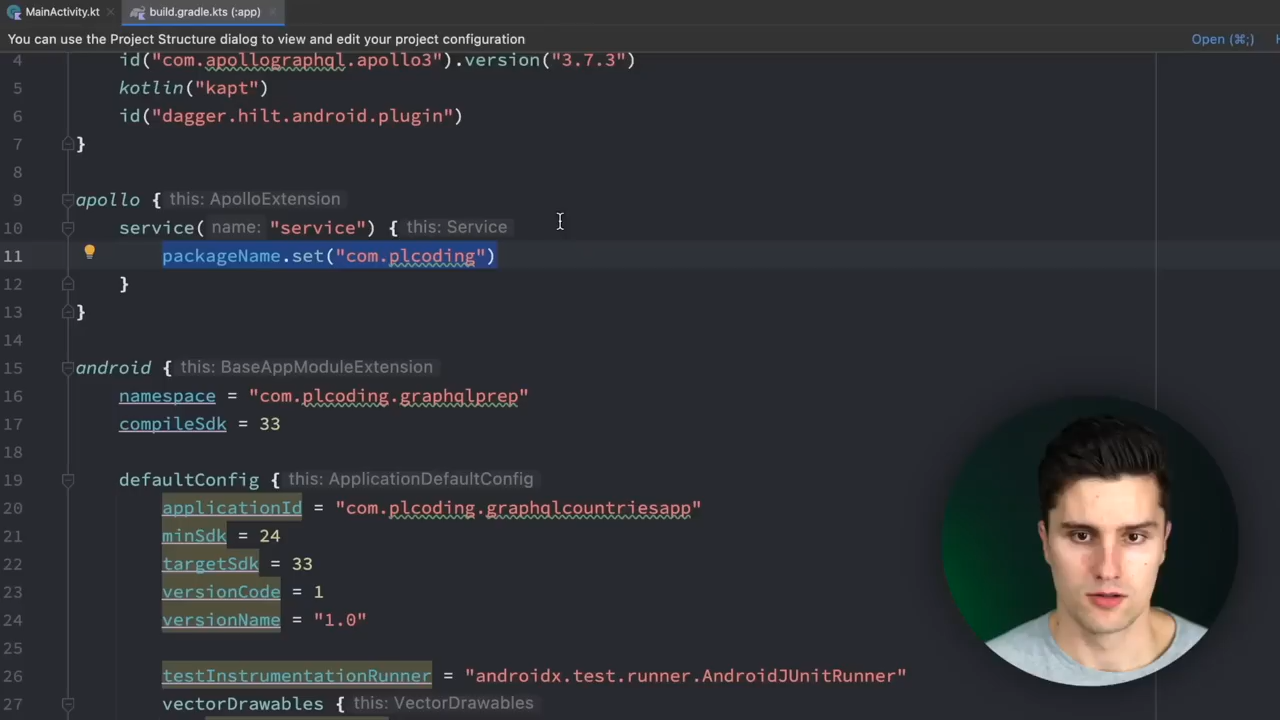 MainActivity.kt
build.gradle.kts (:app)
You can use the Project Structure dialog to view and edit your project configuration
Open (⌘;)
4 id("com.apollographql.apollo3").version("3.7.3")
5 kotlin("kapt")
6 id("dagger.hilt.android.plugin")
7 }
8
9 apollo { this: ApolloExtension
10 service( name: "service") { this: Service
11 packageName.set("com.plcoding")
12 }
13 }
14
15 android { this: BaseAppModuleExtension
16 namespace = "com.plcoding.graphqlprep"
17 compileSdk = 33
18
19 defaultConfig { this: ApplicationDefaultConfig
20 applicationId = "com.plcoding.graphqlcountriesapp"
21 minSdk = 24
22 targetSdk = 33
23 versionCode = 1
24 versionName = "1.0"
25
26 testInstrumentationRunner = "androidx.test.runner.AndroidJUnitRunner"
27 vectorDrawables { this: VectorDrawables